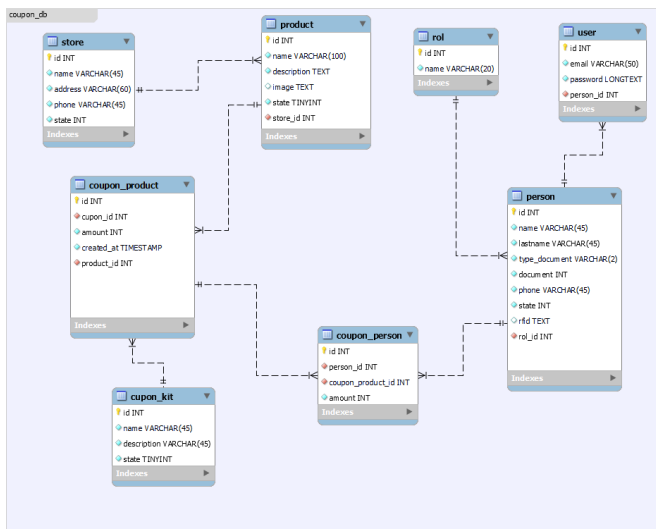 coupon_db
store
id INT
name VARCHAR(45)
address VARCHAR(60)
phone VARCHAR(45)
state INT
Indexes
product
id INT
name VARCHAR(100)
description TEXT
image TEXT
state TINYINT
store_id INT
Indexes
rol
id INT
name VARCHAR(20)
Indexes
user
id INT
email VARCHAR(50)
password LONGTEXT
person_id INT
Indexes
coupon_product
id INT
cupon_id INT
amount INT
created_at TIMESTAMP
product_id INT
Indexes
person
id INT
name VARCHAR(45)
lastname VARCHAR(45)
type_document VARCHAR(2)
document INT
phone VARCHAR(45)
state INT
rfid TEXT
rol_id INT
Indexes
coupon_person
id INT
person_id INT
coupon_product_id INT
amount INT
Indexes
cupon_kit
id INT
name VARCHAR(45)
description VARCHAR(45)
state TINYINT
Indexes